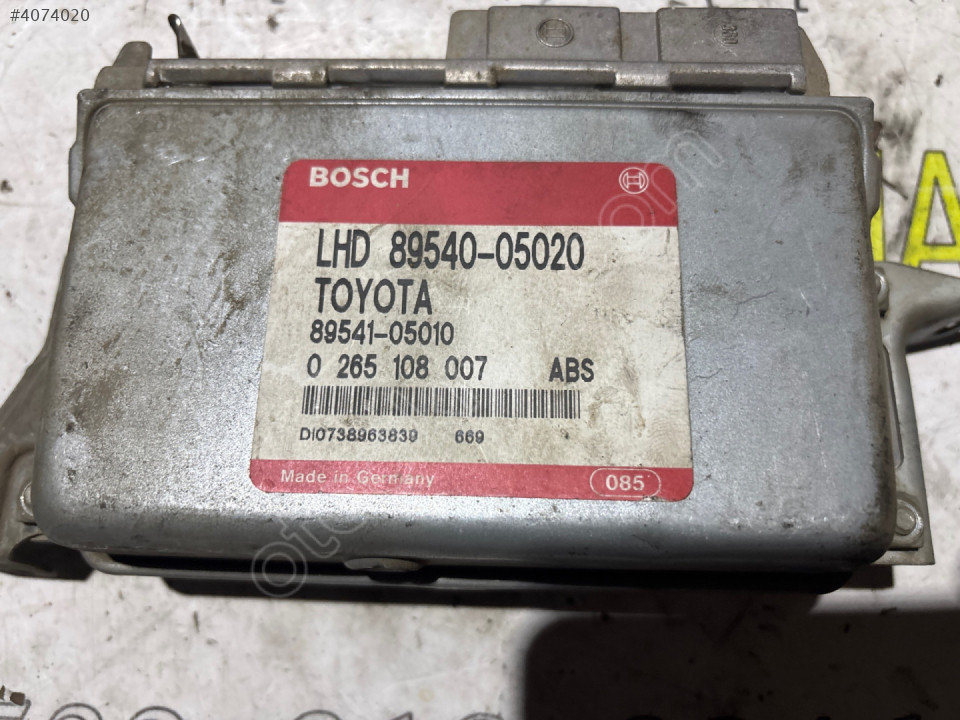 #4074020
BOSCH
LHD 89540-05020
TOYOTA
89541-05010
0 265 108 007 ABS
DI0738963839 669
Made in Germany 085